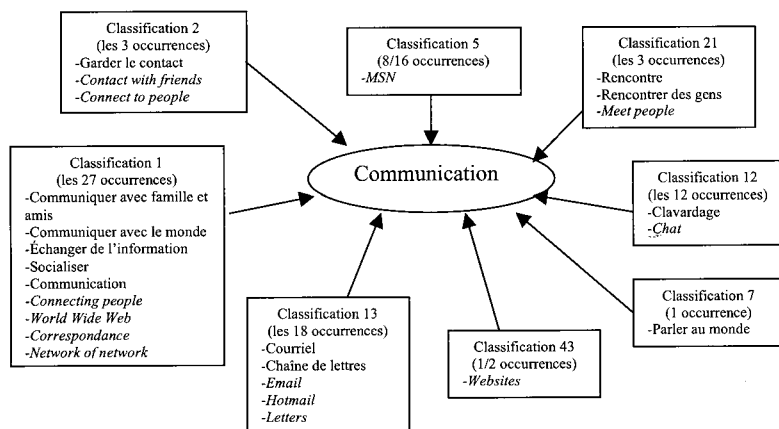 Classification 2
(les 3 occurrences)
-Garder le contact
-Contact with friends
-Connect to people
Classification 5
(8/16 occurrences)
-MSN
Classification 21
(les 3 occurrences)
-Rencontre
-Rencontrer des gens
-Meet people
Communication
Classification 1
(les 27 occurrences)
-Communiquer avec famille et
amis
-Communiquer avec le monde
-Échanger de l'information
-Socialiser
-Communication
-Connecting people
-World Wide Web
-Correspondance
-Network of network
Classification 12
(les 12 occurrences)
-Clavardage
-Chat
Classification 13
(les 18 occurrences)
-Courriel
-Chaîne de lettres
-Email
-Hotmail
-Letters
Classification 43
(1/2 occurrences)
-Websites
Classification 7
(1 occurrence)
-Parler au monde